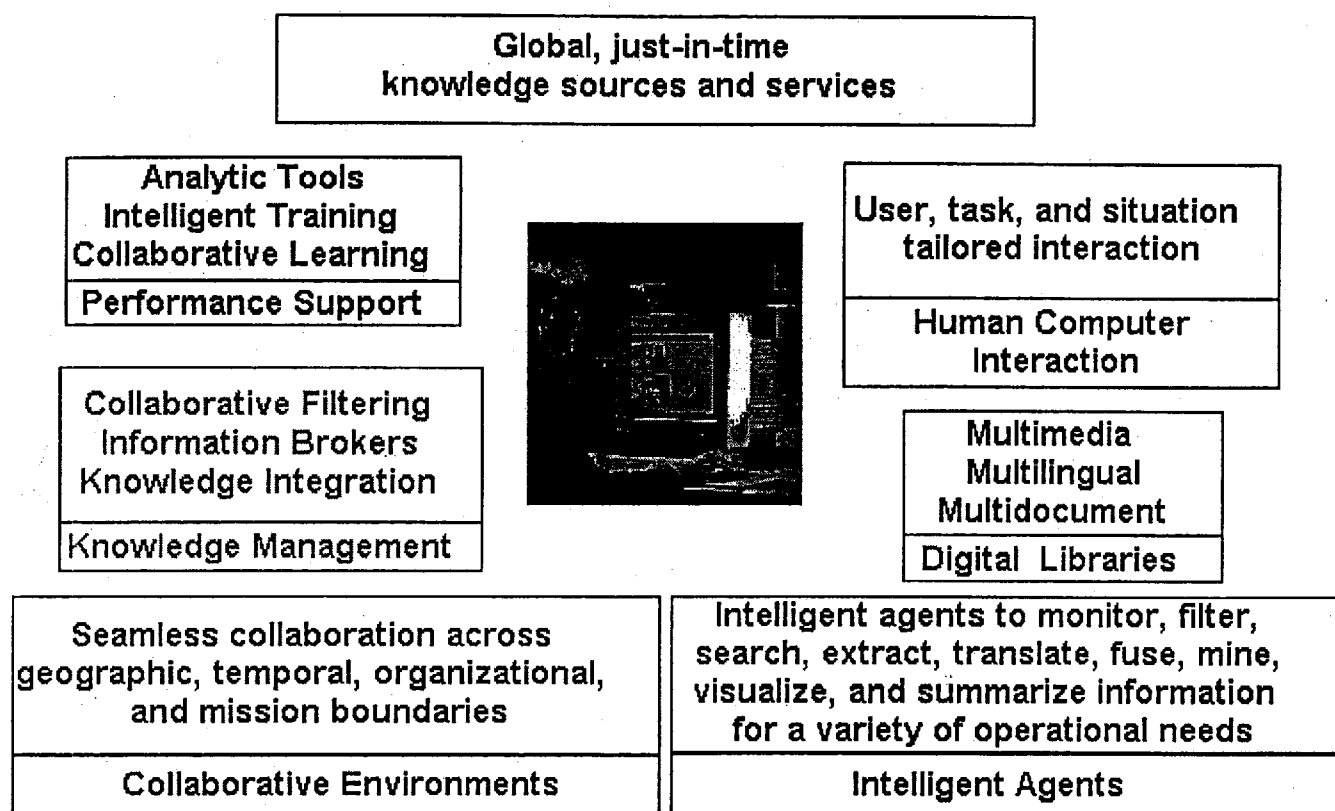 Global, just-in-time
knowledge sources and services
Analytic Tools
Intelligent Training
Collaborative Learning
Performance Support
User, task, and situation
tailored interaction
Human Computer
Interaction
Collaborative Filtering
Information Brokers
Knowledge Integration
Knowledge Management
Multimedia
Multilingual
Multidocument
Digital Libraries
Seamless collaboration across
geographic, temporal, organizational,
and mission boundaries
Collaborative Environments
Intelligent agents to monitor, filter,
search, extract, translate, fuse, mine,
visualize, and summarize information
for a variety of operational needs
Intelligent Agents